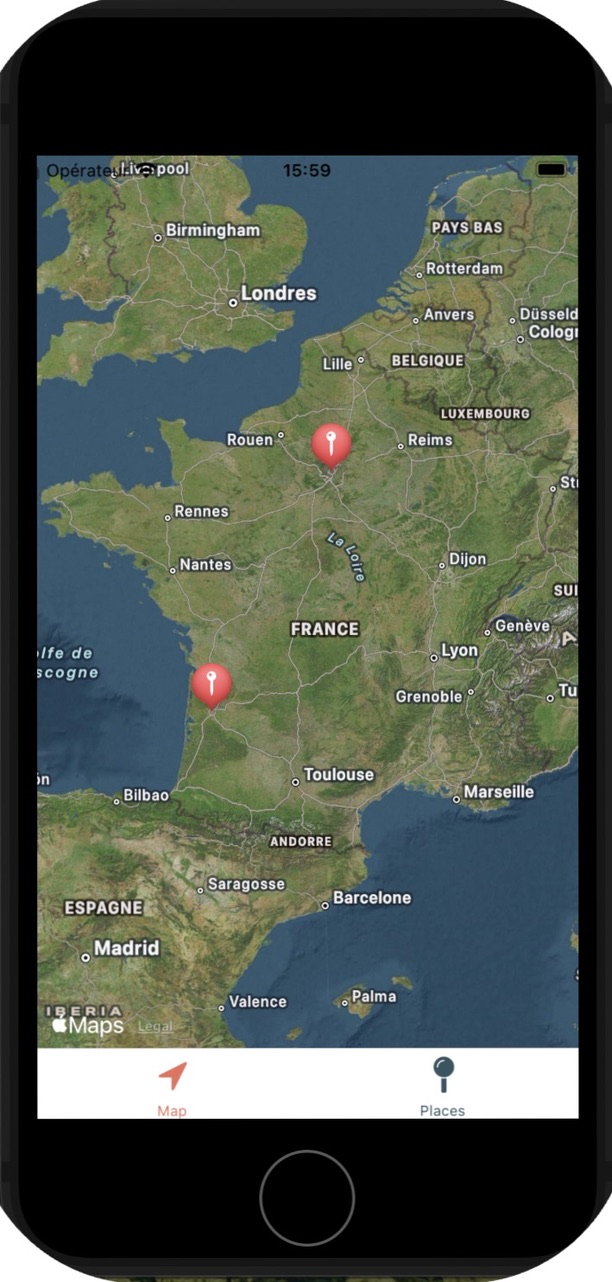 Opérateur
15:59
Liverpool
Birmingham
PAYS BAS
Londres
Rotterdam
Anvers
Düsseld
Cologn
Lille
BELGIQUE
LUXEMBOURG
Rouen
Reims
Str
Rennes
La Loire
Nantes
Dijon
SUI
FRANCE
Genève
A
Lyon
olfe de
scogne
Grenoble
Tu
ón
Toulouse
Bilbao
Marseille
ANDORRE
Saragosse
Barcelone
ESPAGNE
Madrid
Valence
Palma
IBERIA
Maps Legal
Map
Places